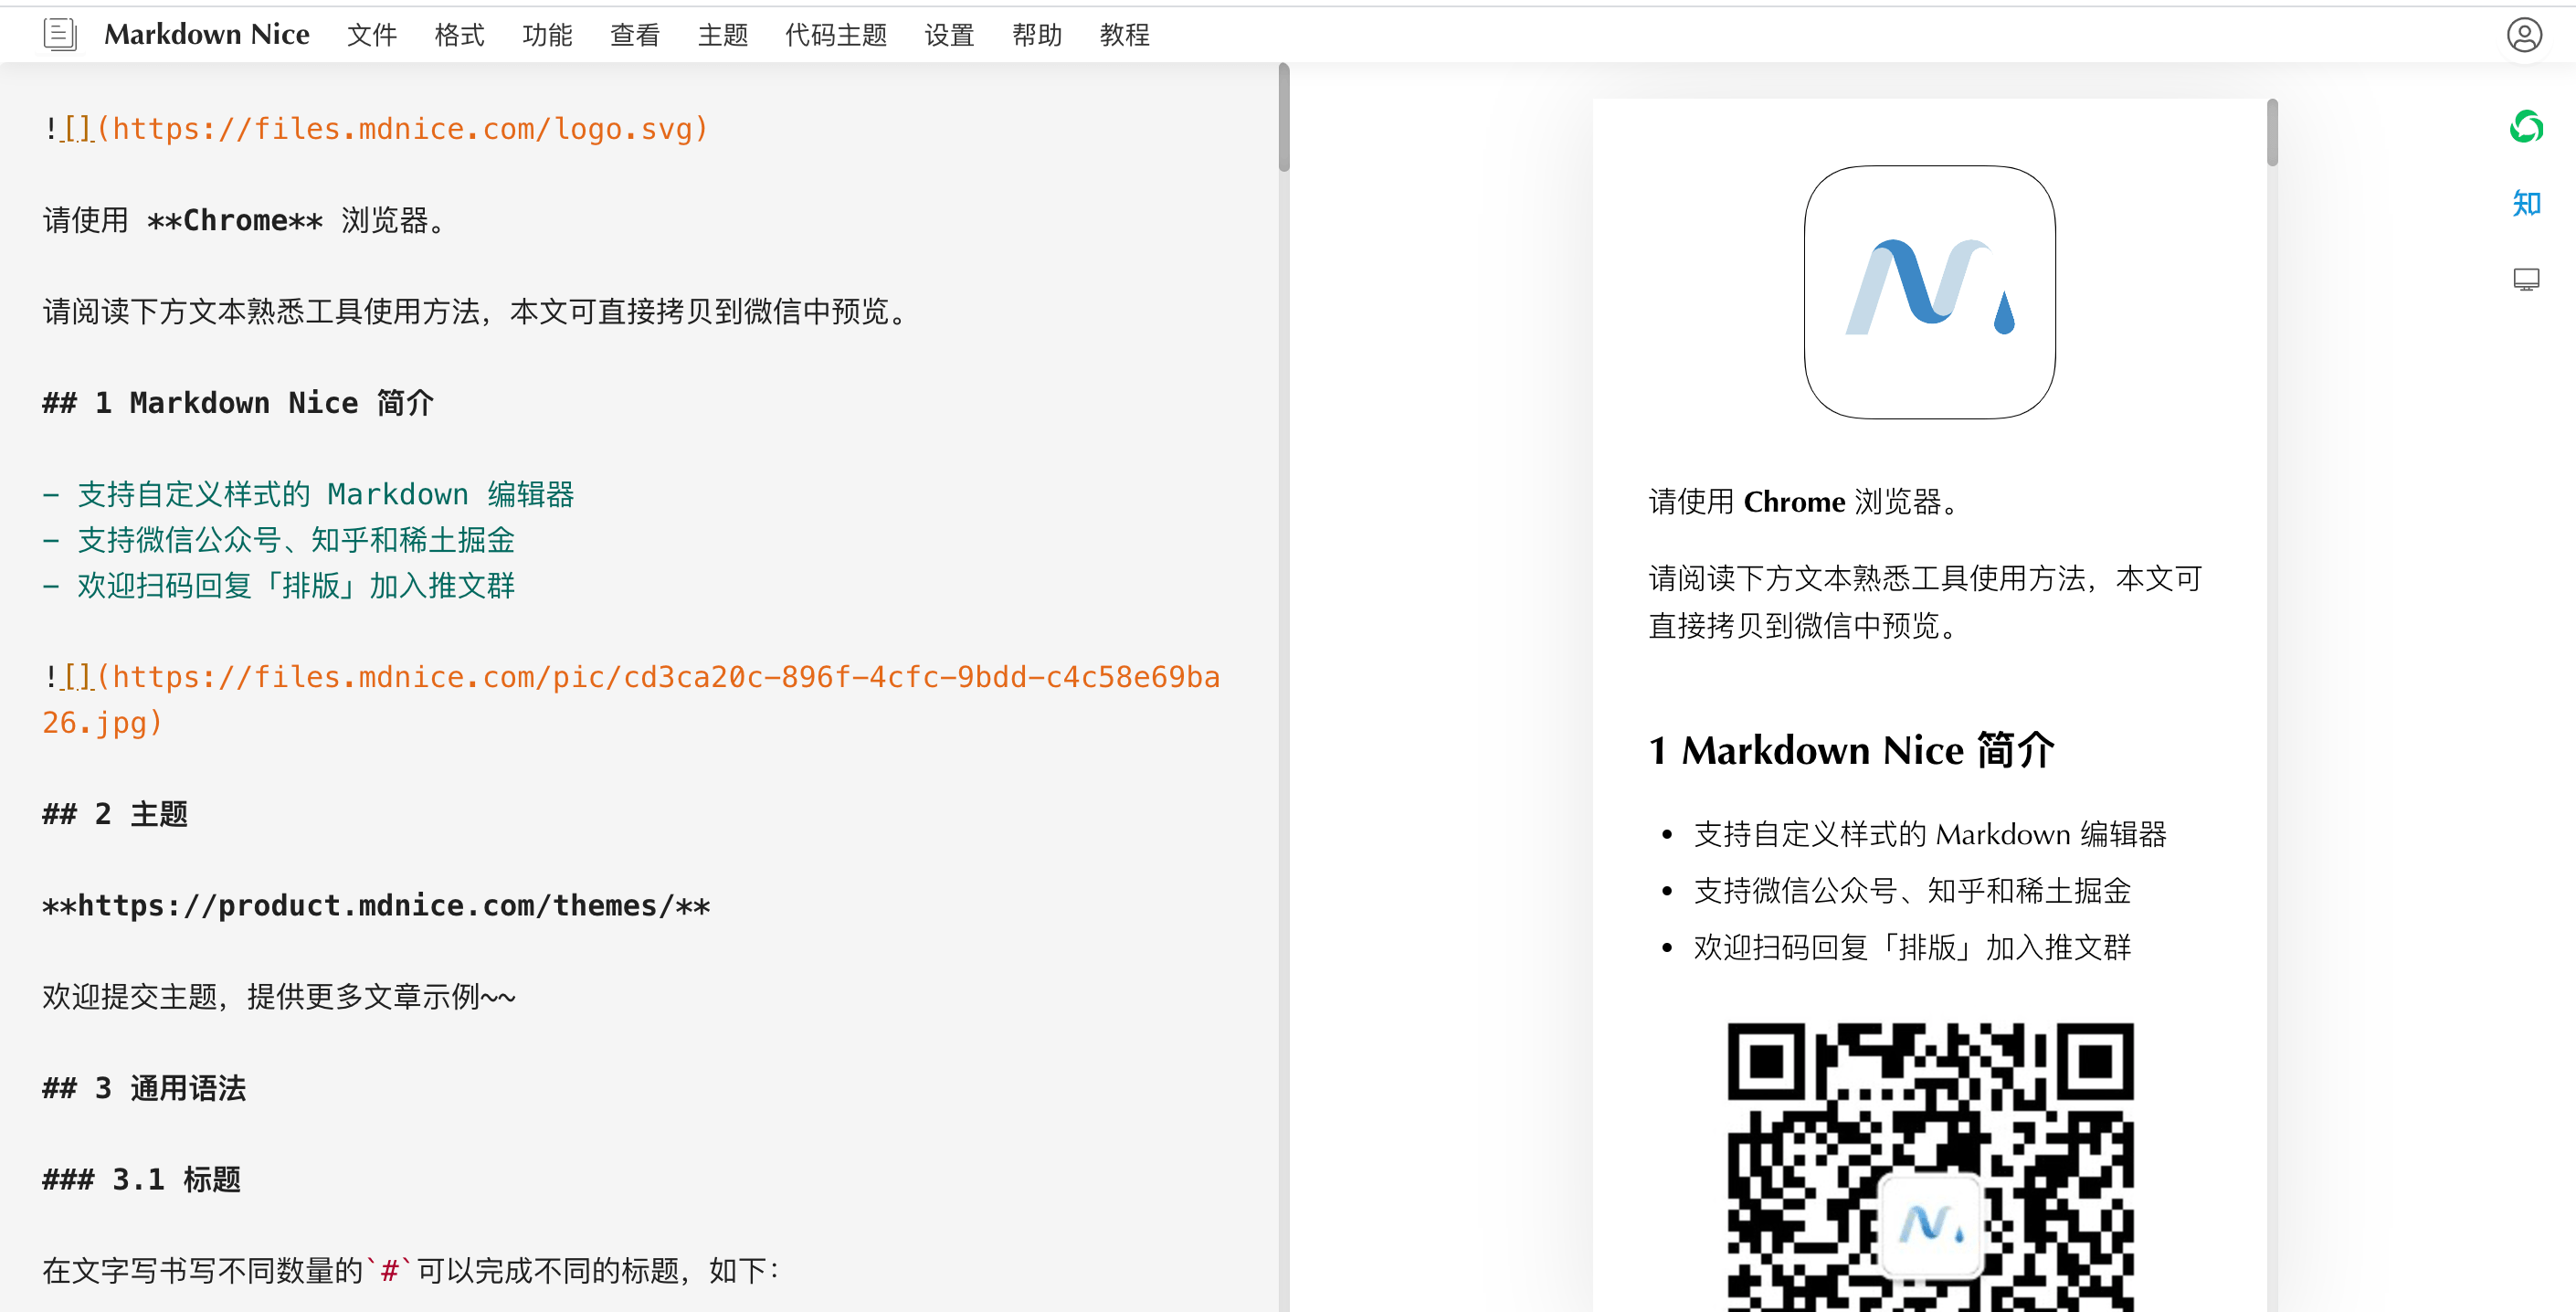 Markdown Nice 文件 格式 功能 查看 主题 代码主题 设置 帮助 教程
![](https://files.mdnice.com/logo.svg)
请使用 **Chrome** 浏览器。
请阅读下方文本熟悉工具使用方法，本文可直接拷贝到微信中预览。
## 1 Markdown Nice 简介
- 支持自定义样式的 Markdown 编辑器
- 支持微信公众号、知乎和稀土掘金
- 欢迎扫码回复「排版」加入推文群
![](https://files.mdnice.com/pic/cd3ca20c-896f-4cfc-9bdd-c4c58e69ba
26.jpg)
## 2 主题
**https://product.mdnice.com/themes/**
欢迎提交主题，提供更多文章示例~~
## 3 通用语法
### 3.1 标题
在文字写书写不同数量的`#`可以完成不同的标题，如下：
请使用 Chrome 浏览器。
请阅读下方文本熟悉工具使用方法，本文可
直接拷贝到微信中预览。
1 Markdown Nice 简介
• 支持自定义样式的 Markdown 编辑器
• 支持微信公众号、知乎和稀土掘金
• 欢迎扫码回复「排版」加入推文群
知